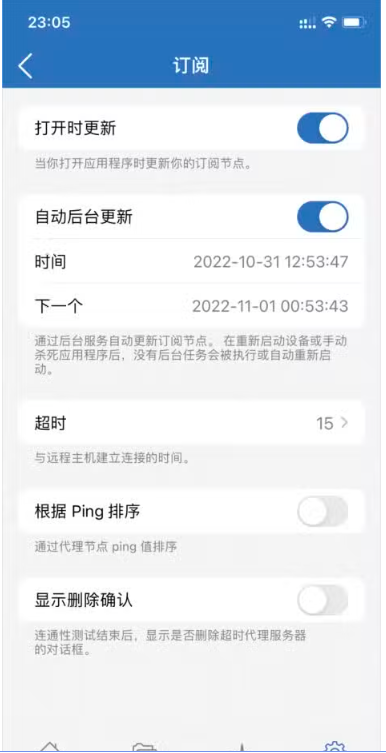 23:05
订阅
打开时更新
当你打开应用程序时更新你的订阅节点。
自动后台更新
时间 2022-10-31 12:53:47
下一个 2022-11-01 00:53:43
通过后台服务自动更新订阅节点。 在重新启动设备或手动
杀死应用程序后，没有后台任务会被执行或自动重新启
动。
超时 15
与远程主机建立连接的时间。
根据 Ping 排序
通过代理节点 ping 值排序
显示删除确认
连通性测试结束后，显示是否删除超时代理服务器
的对话框。